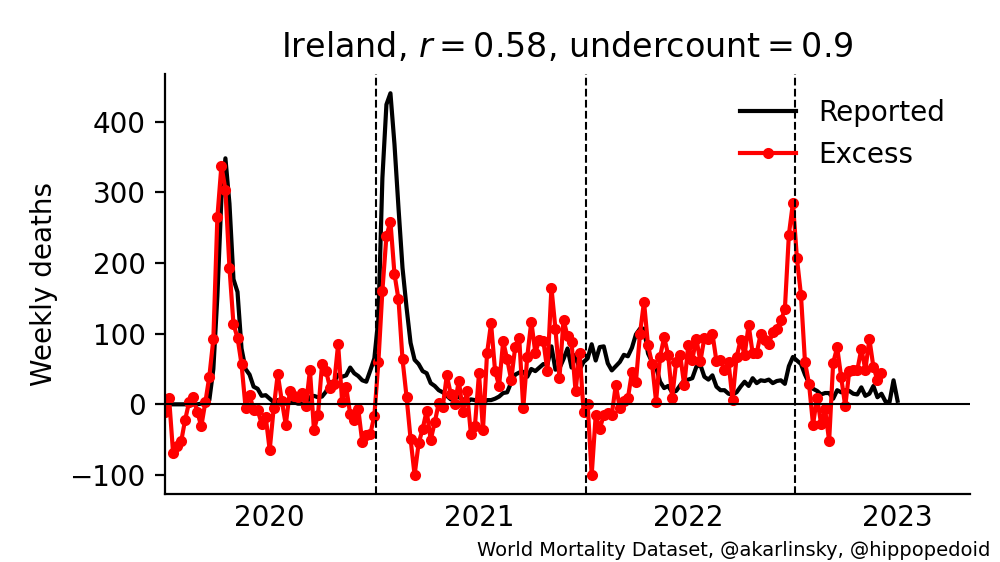 Ireland, r = 0.58, undercount = 0.9
Reported
Excess
Weekly deaths
400
300
200
100
0
−100
2020 2021 2022 2023
World Mortality Dataset, @akarlinsky, @hippopedoid